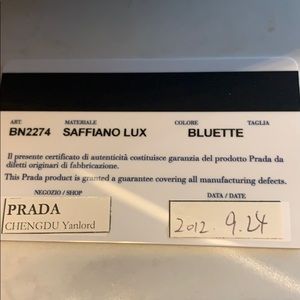 ART. MATERIALE COLORE TAGLIA
BN2274 SAFFIANO LUX BLUETTE
Il presente certificato di autenticità costituisce garanzia del prodotto Prada da
difetti originari di fabbricazione.
This Prada product is granted a guarantee covering all manufacturing defects.
NEGOZIO / SHOP DATA / DATE
PRADA
CHENGDU Yanlord
2012. 9.24